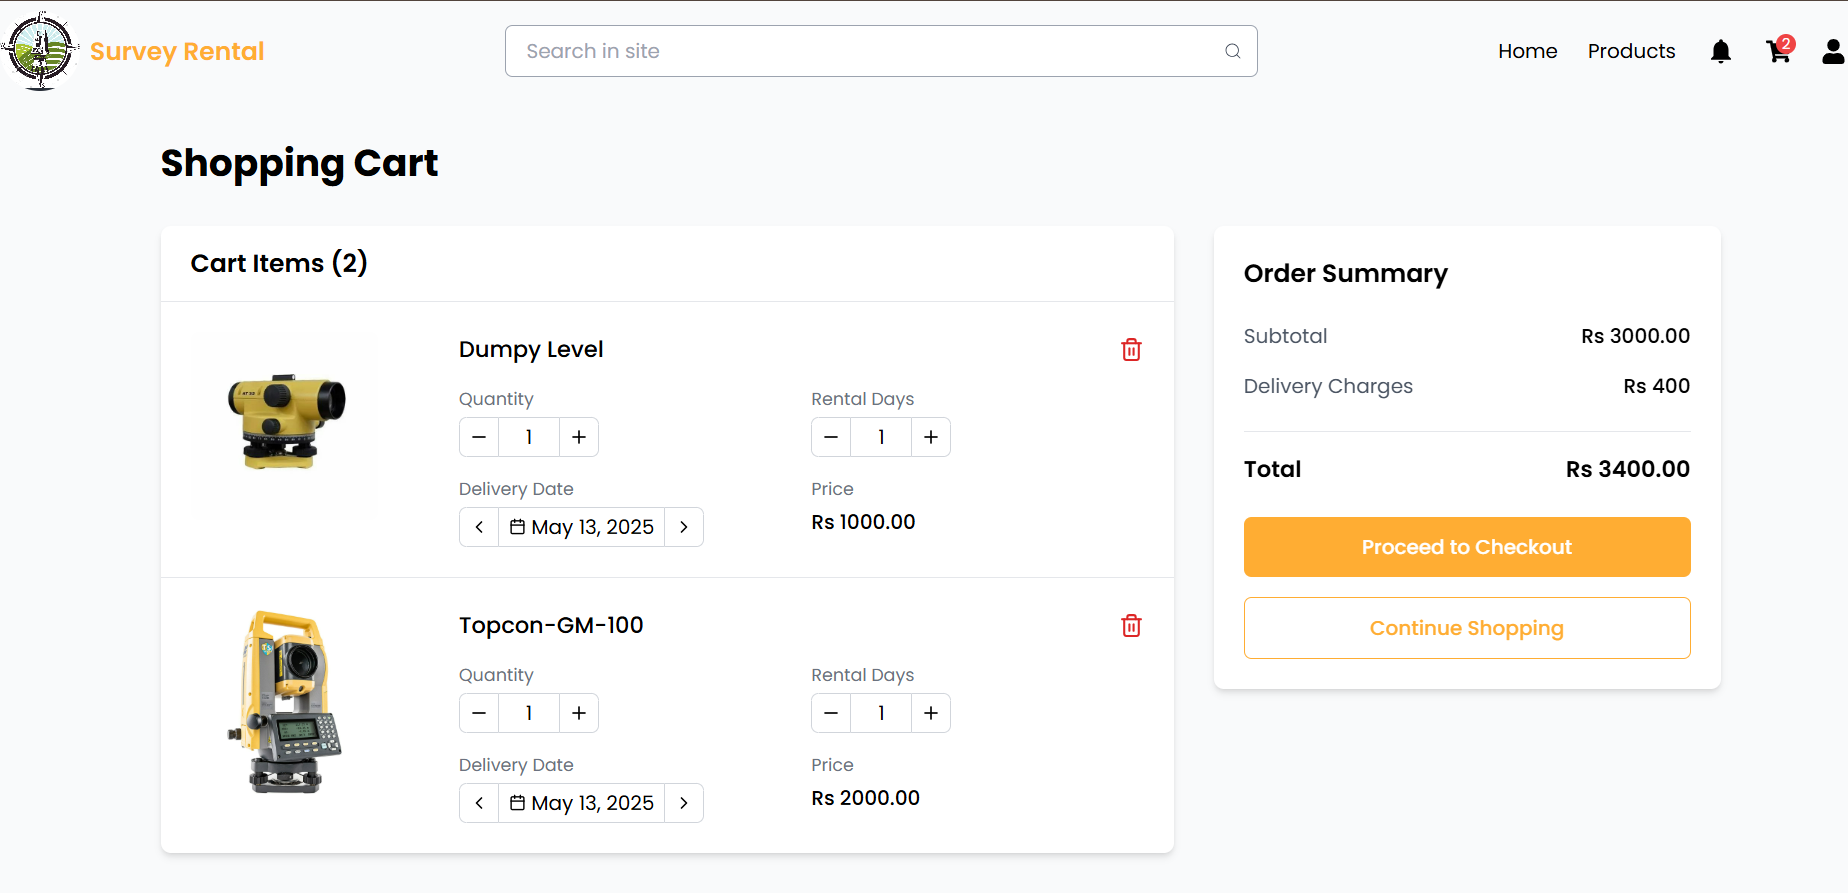 Survey Rental
Search in site
Home
Products
2
Shopping Cart
Cart Items (2)
Dumpy Level
Quantity
Rental Days
1
1
Delivery Date
Price
May 13, 2025
Rs 1000.00
Topcon-GM-100
Quantity
Rental Days
1
1
Delivery Date
Price
May 13, 2025
Rs 2000.00
Order Summary
Subtotal
Rs 3000.00
Delivery Charges
Rs 400
Total
Rs 3400.00
Proceed to Checkout
Continue Shopping